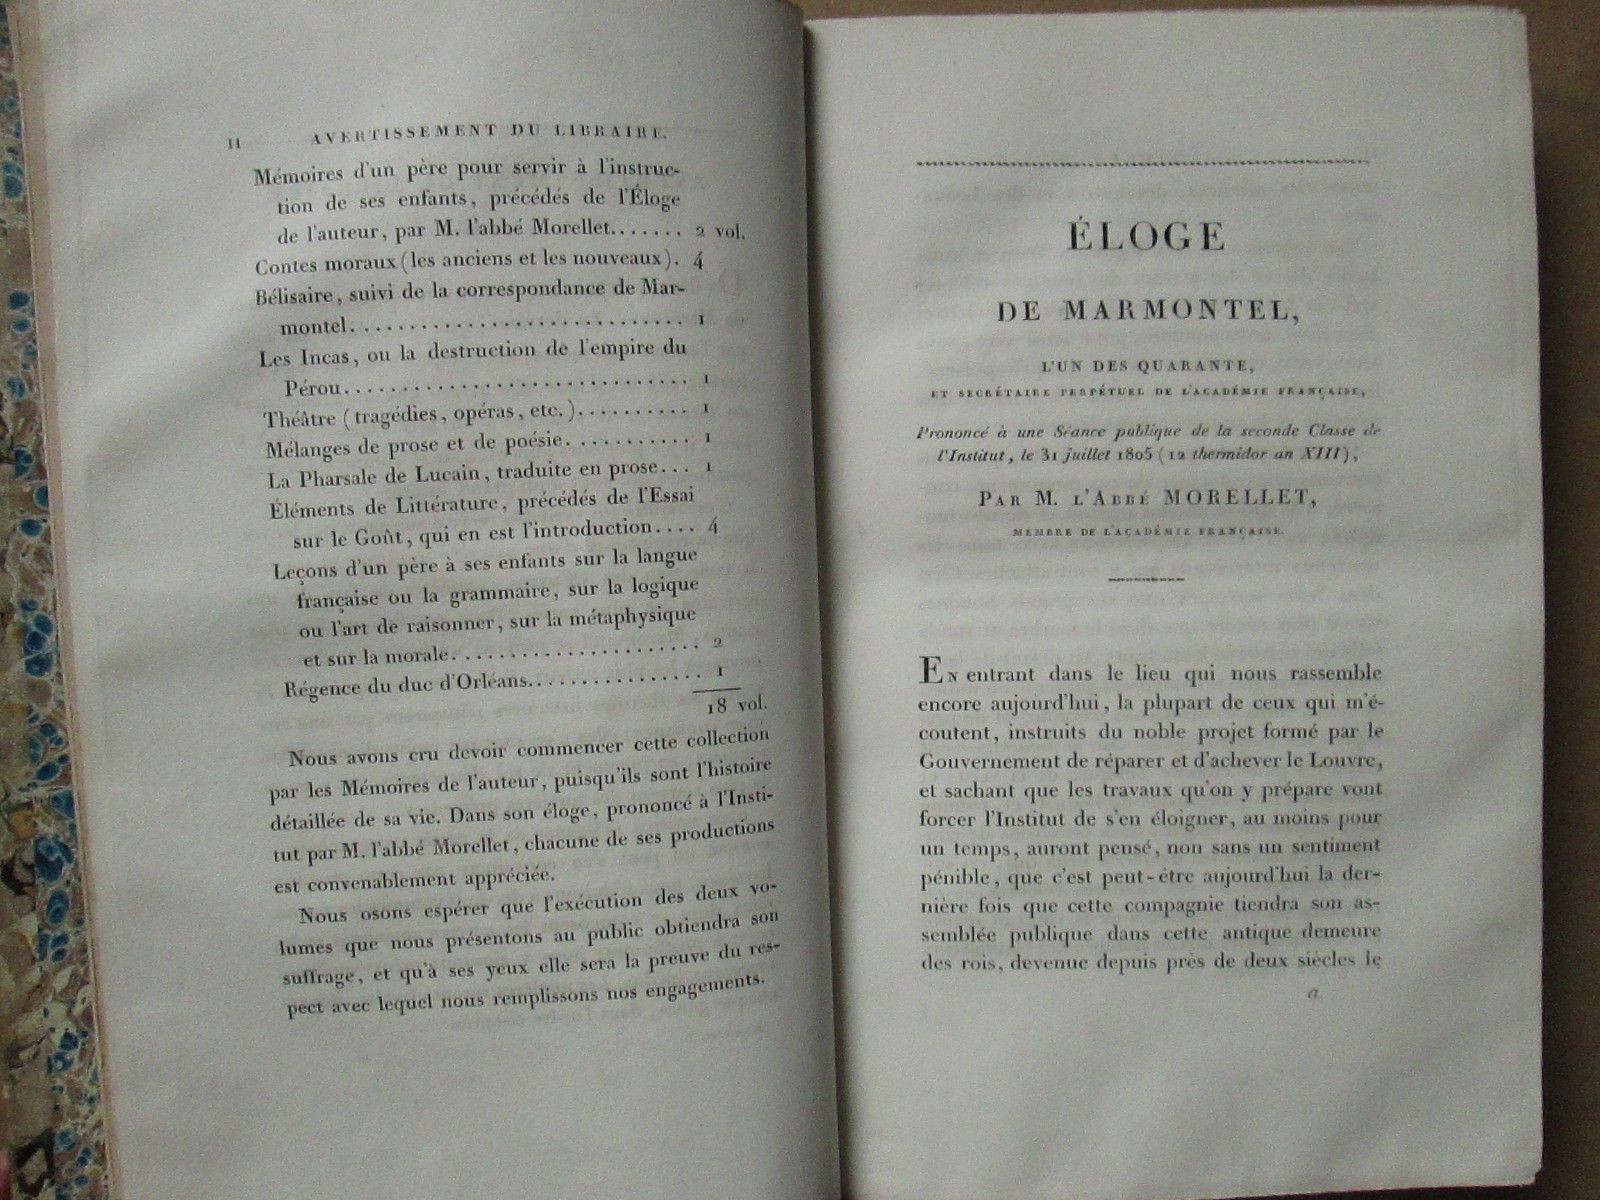 II AVERTISSEMENT DU LIBRAIRE.
Mémoires d'un père pour servir à l'instruc-
tion de ses enfants, précédés de l'Éloge
de l'auteur, par M. l'abbé Morellet....... 2 vol.
Contes moraux (les anciens et les nouveaux). 4
Bélisaire, suivi de la correspondance de Mar-
montel............................ 1
Les Incas, ou la destruction de l'empire du
Pérou............................. 1
Théâtre (tragédies, opéras, etc.).......... 1
Mélanges de prose et de poésie........... 1
La Pharsale de Lucain, traduite en prose... 1
Éléments de Littérature, précédés de l'Essai
sur le Goût, qui en est l'introduction.... 4
Leçons d'un père à ses enfants sur la langue
française ou la grammaire, sur la logique
ou l'art de raisonner, sur la métaphysique
et sur la morale...................... 2
Régence du duc d'Orléans................ 1
18 vol.
Nous avons cru devoir commencer cette collection
par les Mémoires de l'auteur, puisqu'ils sont l'histoire
détaillée de sa vie. Dans son éloge, prononcé à l'Insti-
tut par M. l'abbé Morellet, chacune de ses productions
est convenablement appréciée.
Nous osons espérer que l'exécution des deux vo-
lumes que nous présentons au public obtiendra son
suffrage, et qu'à ses yeux elle sera la preuve du res-
pect avec lequel nous remplissons nos engagements.
ÉLOGE
DE MARMONTEL,
L'UN DES QUARANTE,
ET SECRÉTAIRE PERPÉTUEL DE L'ACADÉMIE FRANÇAISE,
Prononcé à une Séance publique de la seconde Classe de
l'Institut, le 31 juillet 1805 (12 thermidor an XIII),
PAR M. L'ABBÉ MORELLET,
MEMBRE DE L'ACADÉMIE FRANÇAISE.
EN entrant dans le lieu qui nous rassemble
encore aujourd'hui, la plupart de ceux qui m'é-
coutent, instruits du noble projet formé par le
Gouvernement de réparer et d'achever le Louvre,
et sachant que les travaux qu'on y prépare vont
forcer l'Institut de s'en éloigner, au moins pour
un temps, auront pensé, non sans un sentiment
pénible, que c'est peut-être aujourd'hui la der-
nière fois que cette compagnie tiendra son as-
semblée publique dans cette antique demeure
des rois, devenue depuis près de deux siècles le
a